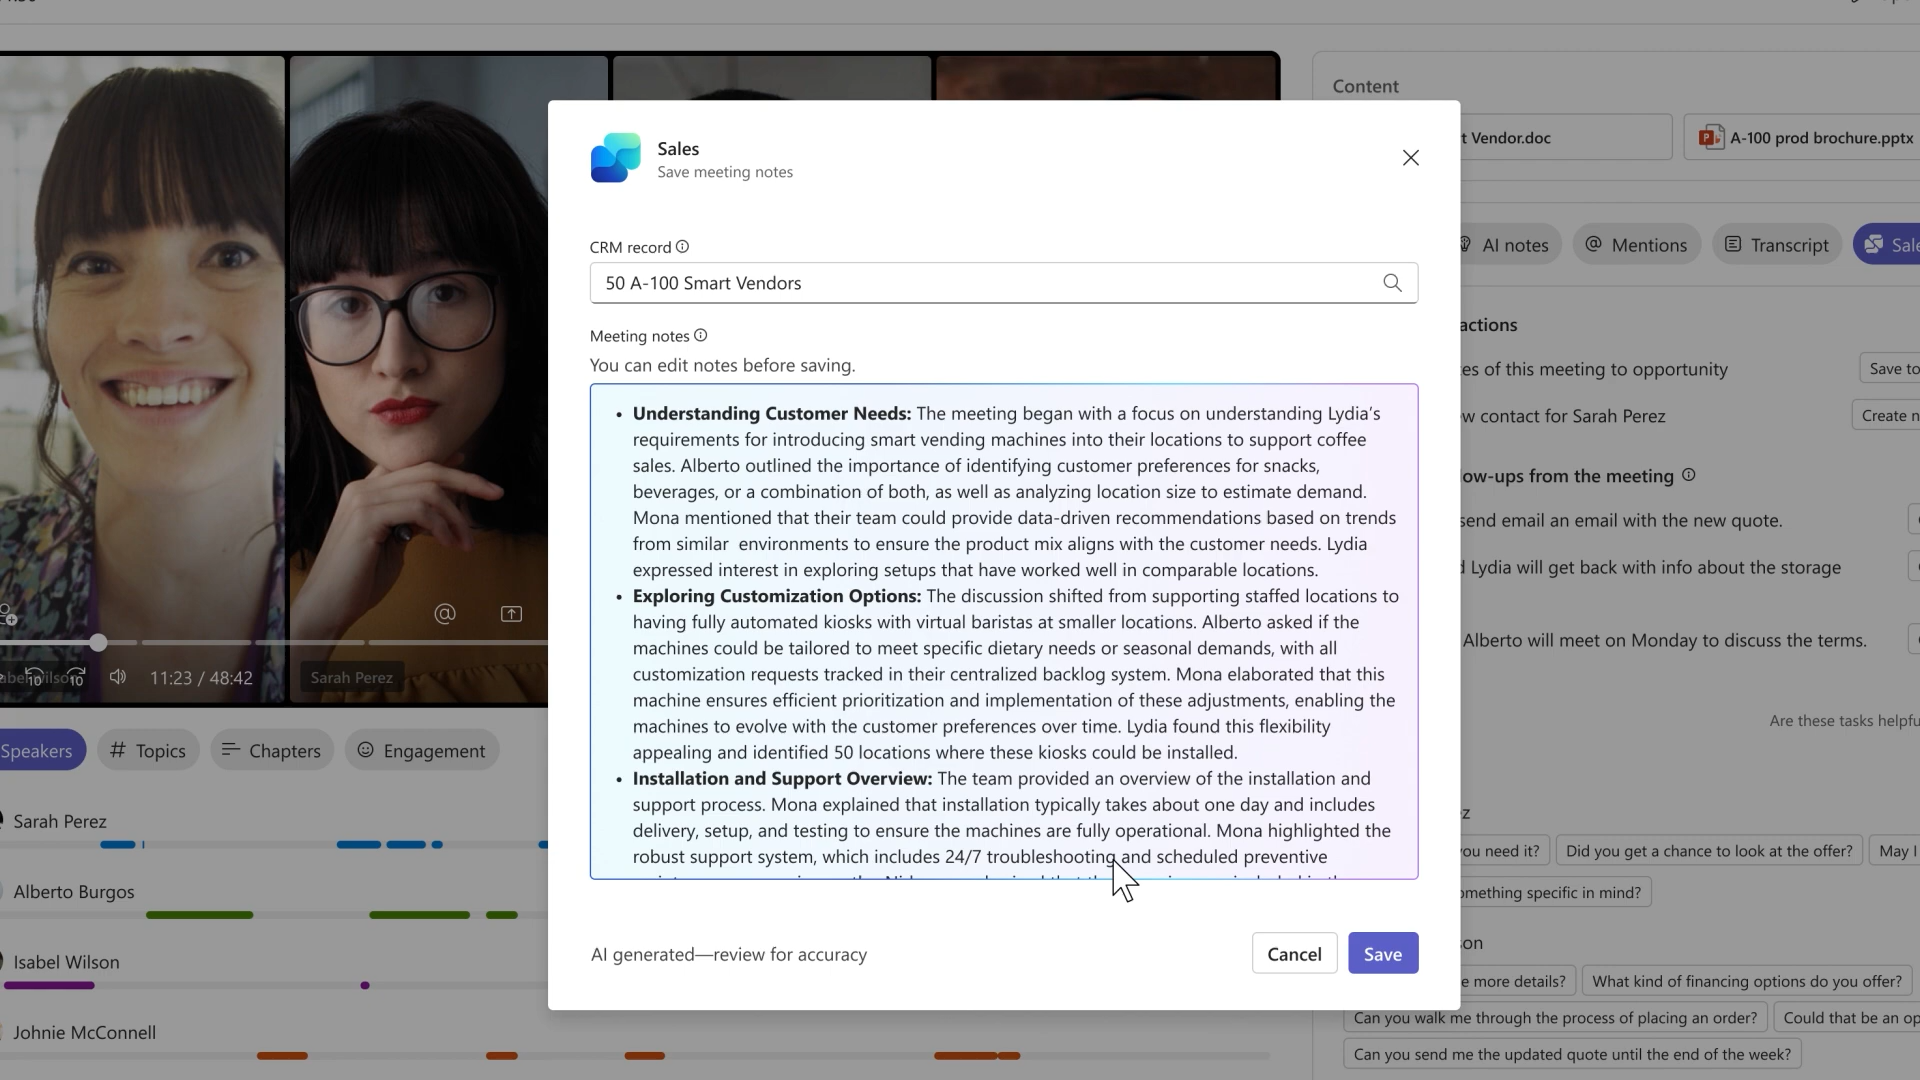 Content
t Vendor.doc
A-100 prod brochure.pptx
Sales
Save meeting notes
CRM record
50 A-100 Smart Vendors
Meeting notes
You can edit notes before saving.
• Understanding Customer Needs: The meeting began with a focus on understanding Lydia's
requirements for introducing smart vending machines into their locations to support coffee
sales. Alberto outlined the importance of identifying customer preferences for snacks,
beverages, or a combination of both, as well as analyzing location size to estimate demand.
Mona mentioned that their team could provide data-driven recommendations based on trends
from similar environments to ensure the product mix aligns with the customer needs. Lydia
expressed interest in exploring setups that have worked well in comparable locations.
• Exploring Customization Options: The discussion shifted from supporting staffed locations to
having fully automated kiosks with virtual baristas at smaller locations. Alberto asked if the
machines could be tailored to meet specific dietary needs or seasonal demands, with all
customization requests tracked in their centralized backlog system. Mona elaborated that this
machine ensures efficient prioritization and implementation of these adjustments, enabling the
machines to evolve with the customer preferences over time. Lydia found this flexibility
appealing and identified 50 locations where these kiosks could be installed.
• Installation and Support Overview: The team provided an overview of the installation and
support process. Mona explained that installation typically takes about one day and includes
delivery, setup, and testing to ensure the machines are fully operational. Mona highlighted the
robust support system, which includes 24/7 troubleshooting and scheduled preventive
AI generated—review for accuracy
Cancel
Save
AI notes
Mentions
Transcript
Sale
actions
es of this meeting to opportunity
Save to
w contact for Sarah Perez
Create n
ow-ups from the meeting
send email an email with the new quote.
Lydia will get back with info about the storage
Alberto will meet on Monday to discuss the terms.
Are these tasks helpfu
ez
you need it?
Did you get a chance to look at the offer?
May I
omething specific in mind?
on
e more details?
What kind of financing options do you offer?
Can you walk me through the process of placing an order?
Could that be an op
Can you send me the updated quote until the end of the week?
10
10
11:23 / 48:42
Sarah Perez
Speakers
Topics
Chapters
Engagement
Sarah Perez
Alberto Burgos
Isabel Wilson
Johnie McConnell